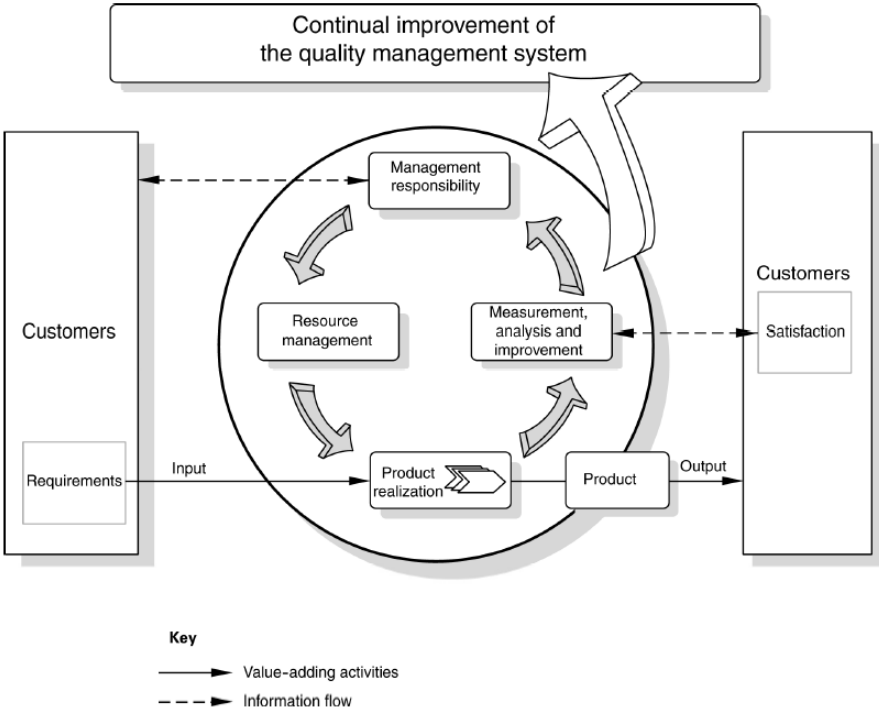 Continual improvement of
the quality management system
Management
responsibility
Customers
Resource
management
Measurement,
analysis and
improvement
Customers
Satisfaction
Requirements
Input
Product
realization
Product
Output
Key
Value-adding activities
Information flow